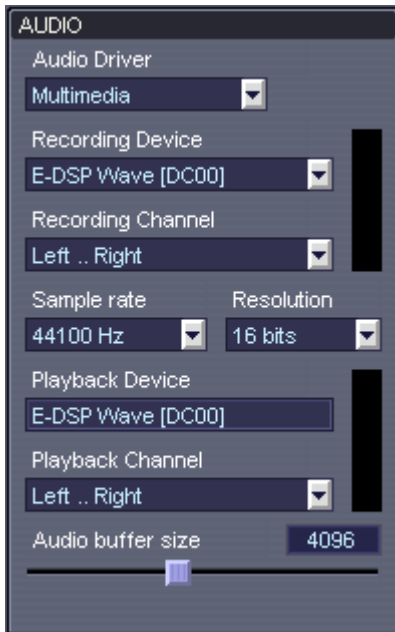 AUDIO
Audio Driver
Multimedia
Recording Device
E-DSP Wave [DC00]
Recording Channel
Left .. Right
Sample rate Resolution
44100 Hz 16 bits
Playback Device
E-DSP Wave [DC00]
Playback Channel
Left .. Right
Audio buffer size 4096